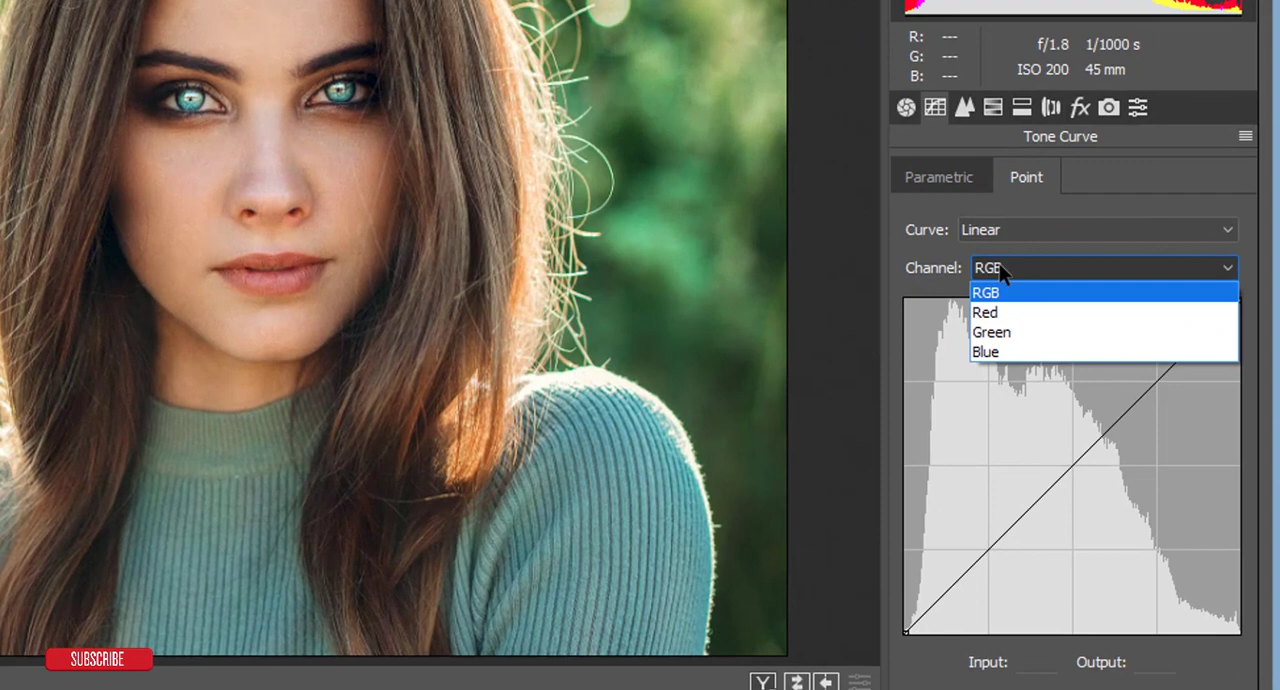 R: ---
G: ---
B: ---
f/1.8 1/1000 s
ISO 200 45 mm
fx
Tone Curve
Parametric Point
Curve: Linear
Channel: RGB
RGB
Red
Green
Blue
Input: Output:
SUBSCRIBE
Y